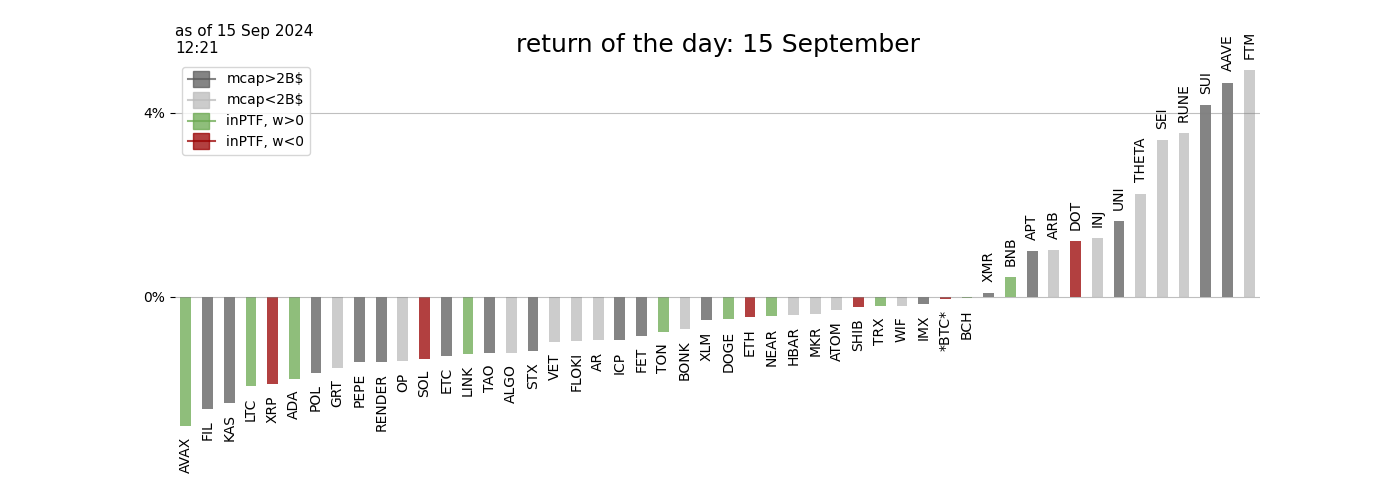 as of 15 Sep 2024
12:21
return of the day: 15 September
mcap>2B$
mcap<2B$
inPTF, w>0
inPTF, w<0
4%
0%
AVAX
FIL
KAS
LTC
XRP
ADA
POL
GRT
PEPE
RENDER
OP
SOL
ETC
LINK
TAO
ALGO
STX
VET
FLOKI
AR
ICP
FET
TON
BONK
XLM
DOGE
ETH
NEAR
HBAR
MKR
ATOM
SHIB
TRX
WIF
IMX
*BTC*
BCH
XMR
BNB
APT
ARB
DOT
INJ
UNI
THETA
SEI
RUNE
SUI
AAVE
FTM